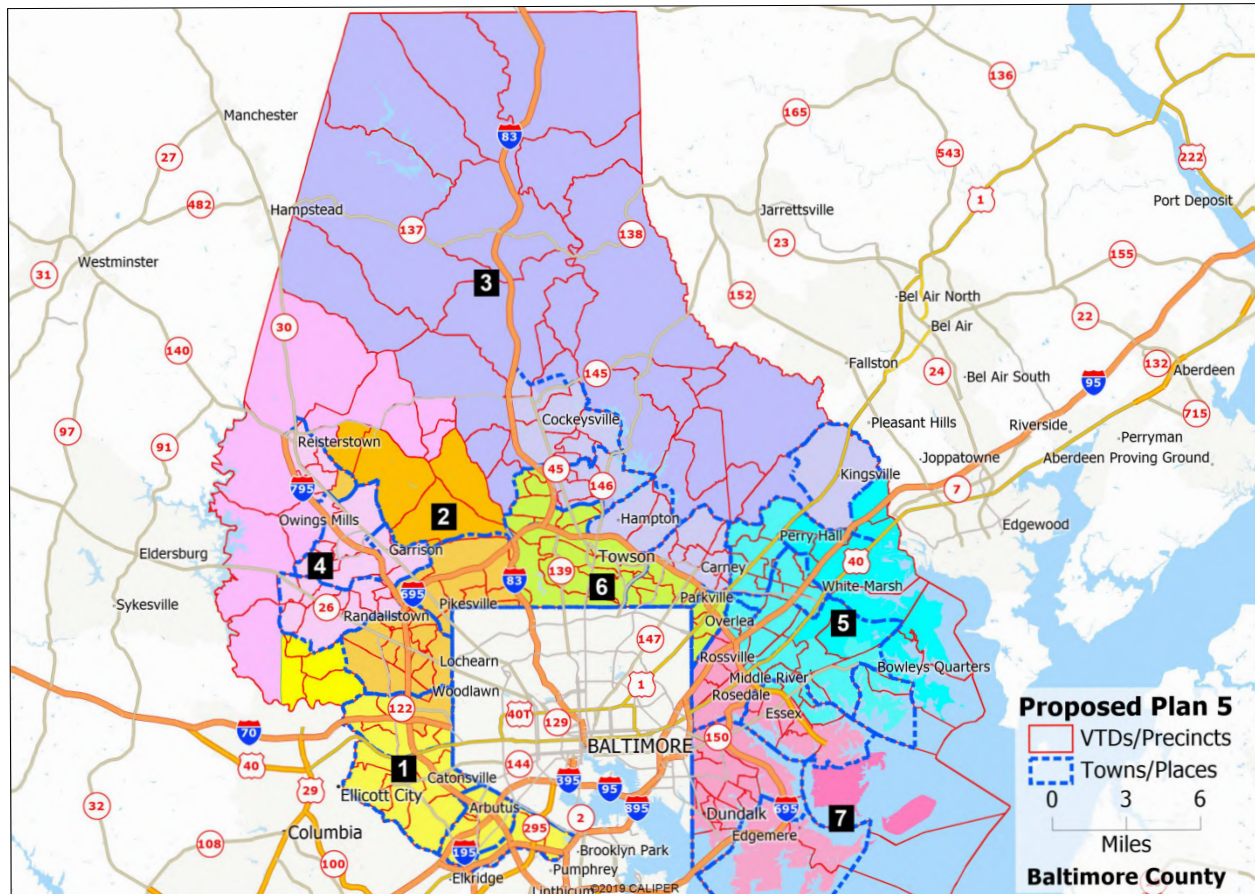 136
165
83
Manchester
543
27
222
1
Port Deposit
482
Hampstead
Jarrettsville
137
138
23
155
31
Westminster
3
152
Bel Air North
22
30
Bel Air
140
Fallston
145
24
132
Aberdeen
Bel Air South
95
Cockeysville
715
97
91
Reisterstown
Pleasant Hills
Riverside
Perryman
45
Joppatowne
Aberdeen Proving Ground
Kingsville
795
146
7
Owings Mills
2
Hampton
Edgewood
Perry Hall
Eldersburg
Garrison
Towson
40
4
139
Carney
White Marsh
695
83
6
Sykesville
26
Pikesville
Parkville
Randallstown
Overlea
5
147
Rossville
Bowleys Quarters
Lochearn
Middle River
1
Rosedale
Woodlawn
Essex
Proposed Plan 5
122
40T
129
150
VTDs/Precincts
70
BALTIMORE
Towns/Places
40
1
144
Catonsville
895
95
0 3 6
29
Ellicott City
695
32
Arbutus
895
Dundalk
7
2
Columbia
295
Edgemere
Miles
108
195
Brooklyn Park
100
Pumphrey
Baltimore County
Elkridge
Linthicum
©2019 CALIPER